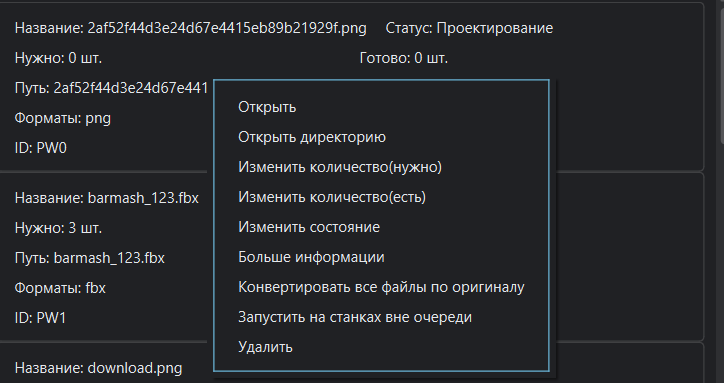 Название: 2af52f44d3e24d67e4415eb89b21929f.png Статус: Проектирование
Нужно: 0 шт. Готово: 0 шт.
Путь: 2af52f44d3e24d67e441
Форматы: png
ID: PW0
Название: barmash_123.fbx
Нужно: 3 шт.
Путь: barmash_123.fbx
Форматы: fbx
ID: PW1
Название: download.png
Открыть
Открыть директорию
Изменить количество(нужно)
Изменить количество(есть)
Изменить состояние
Больше информации
Конвертировать все файлы по оригиналу
Запустить на станках вне очереди
Удалить